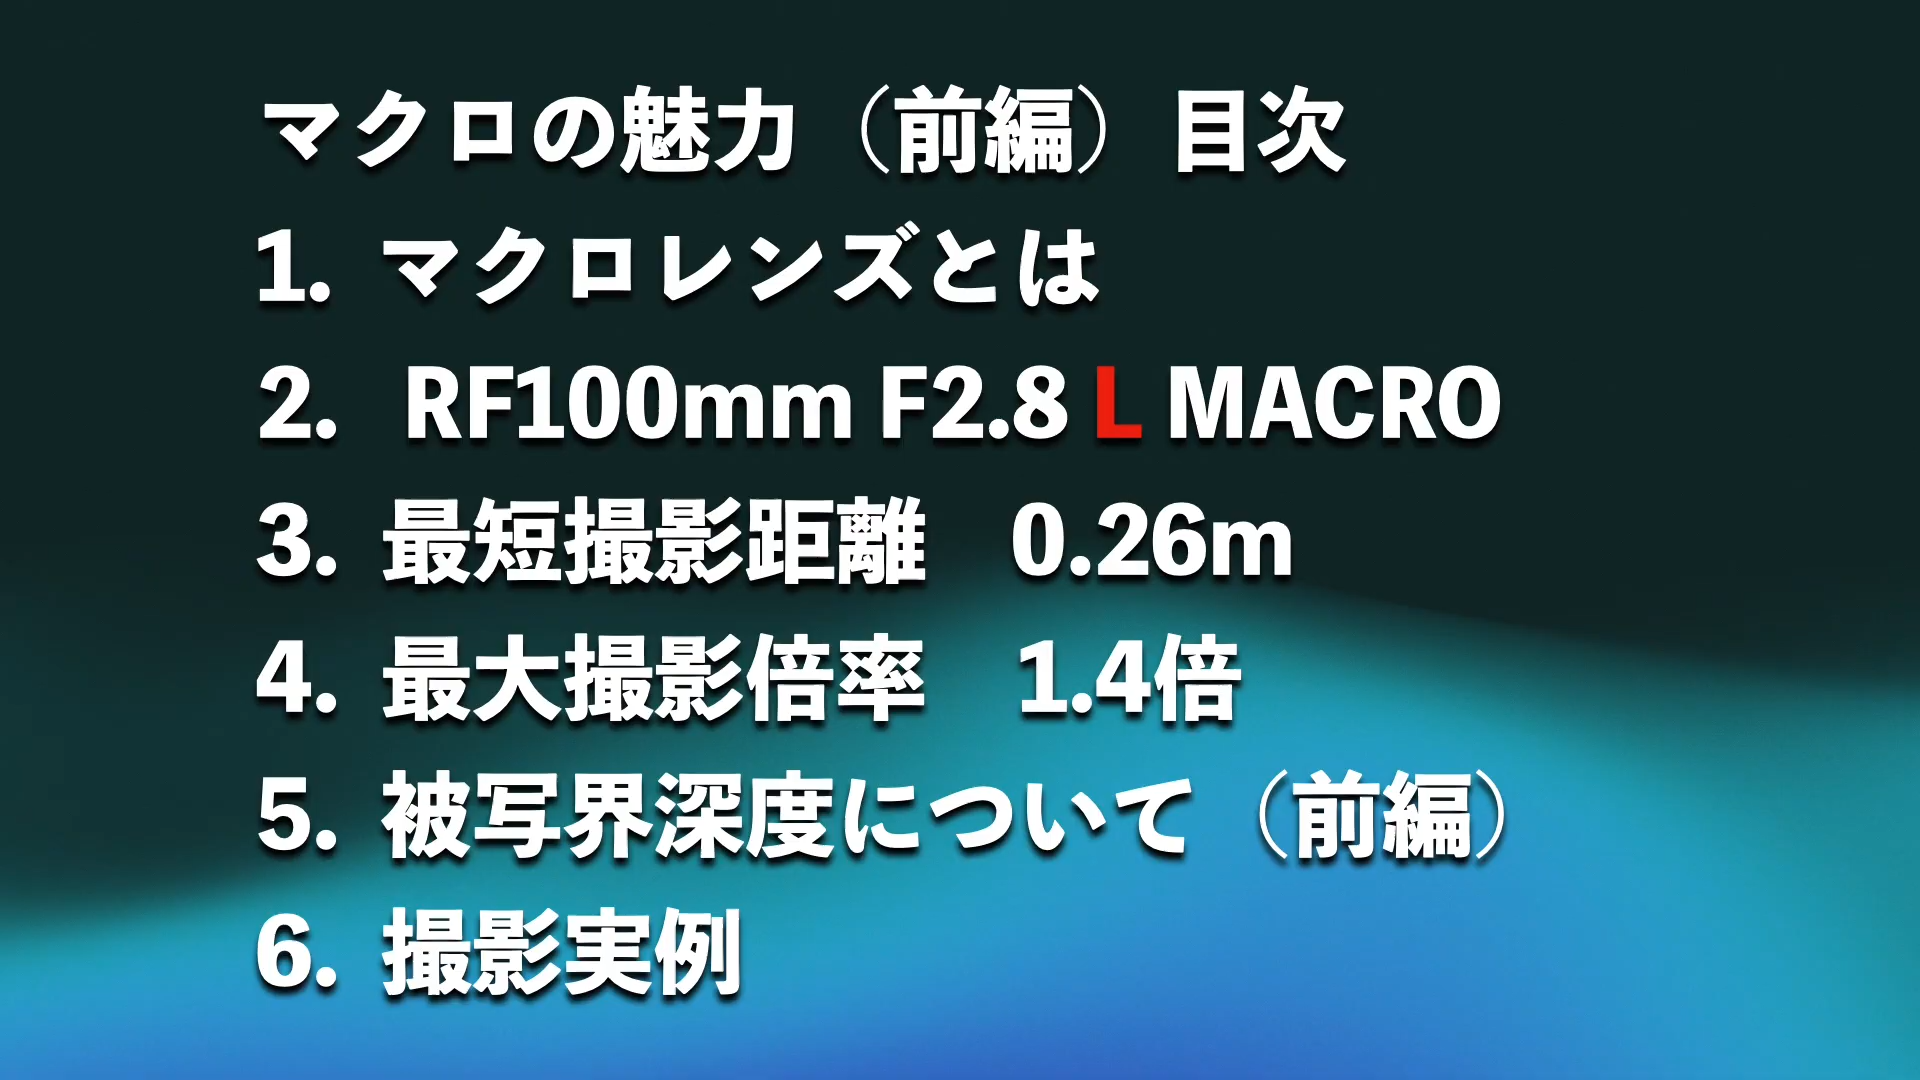 マクロの魅力（前編）目次
1. マクロレンズとは
2. RF100mm F2.8 L MACRO
3. 最短撮影距離　0.26m
4. 最大撮影倍率　1.4倍
5. 被写界深度について（前編）
6. 撮影実例